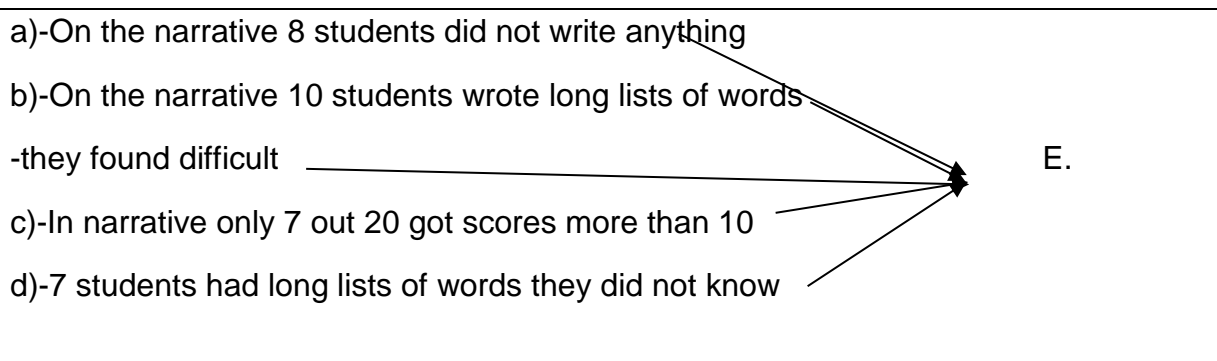 a)-On the narrative 8 students did not write anything
b)-On the narrative 10 students wrote long lists of words
-they found difficult E.
c)-In narrative only 7 out 20 got scores more than 10
d)-7 students had long lists of words they did not know